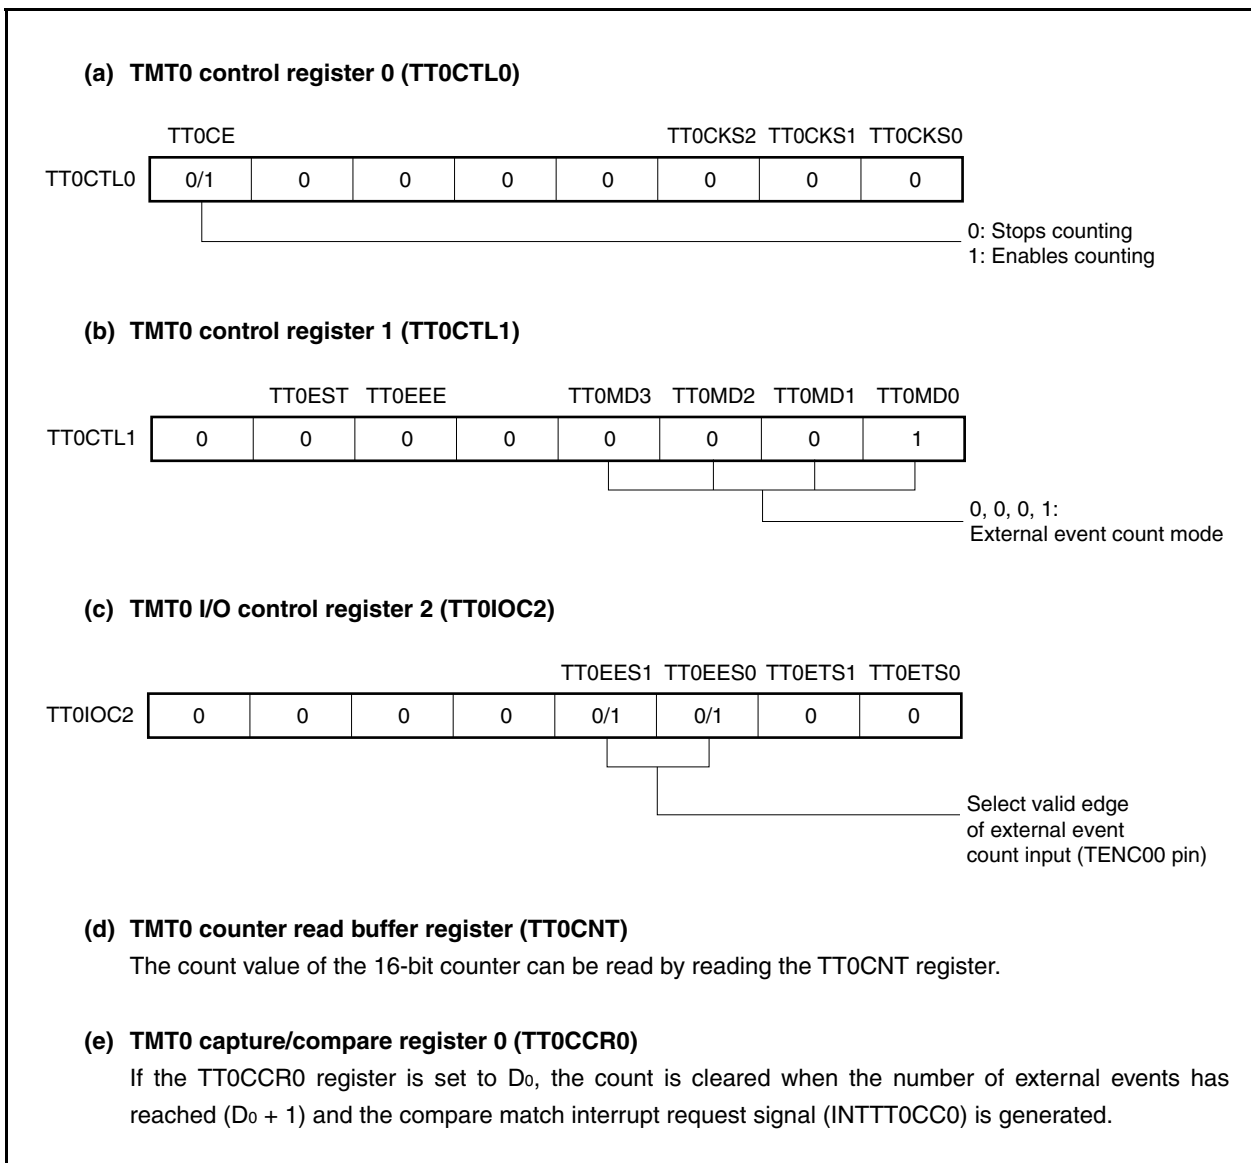 (a) TMT0 control register 0 (TT0CTL0)
TT0CE TT0CKS2 TT0CKS1 TT0CKS0
TT0CTL0 0/1 0 0 0 0 0 0 0
0: Stops counting
1: Enables counting
(b) TMT0 control register 1 (TT0CTL1)
TT0EST TT0EEE TT0MD3 TT0MD2 TT0MD1 TT0MD0
TT0CTL1 0 0 0 0 0 0 0 1
0, 0, 0, 1:
External event count mode
(c) TMT0 I/O control register 2 (TT0IOC2)
TT0EES1 TT0EES0 TT0ETS1 TT0ETS0
TT0IOC2 0 0 0 0 0/1 0/1 0 0
Select valid edge
of external event
count input (TENC00 pin)
(d) TMT0 counter read buffer register (TT0CNT)
The count value of the 16-bit counter can be read by reading the TT0CNT register.
(e) TMT0 capture/compare register 0 (TT0CCR0)
If the TT0CCR0 register is set to D0, the count is cleared when the number of external events has
reached (D0 + 1) and the compare match interrupt request signal (INTTT0CC0) is generated.